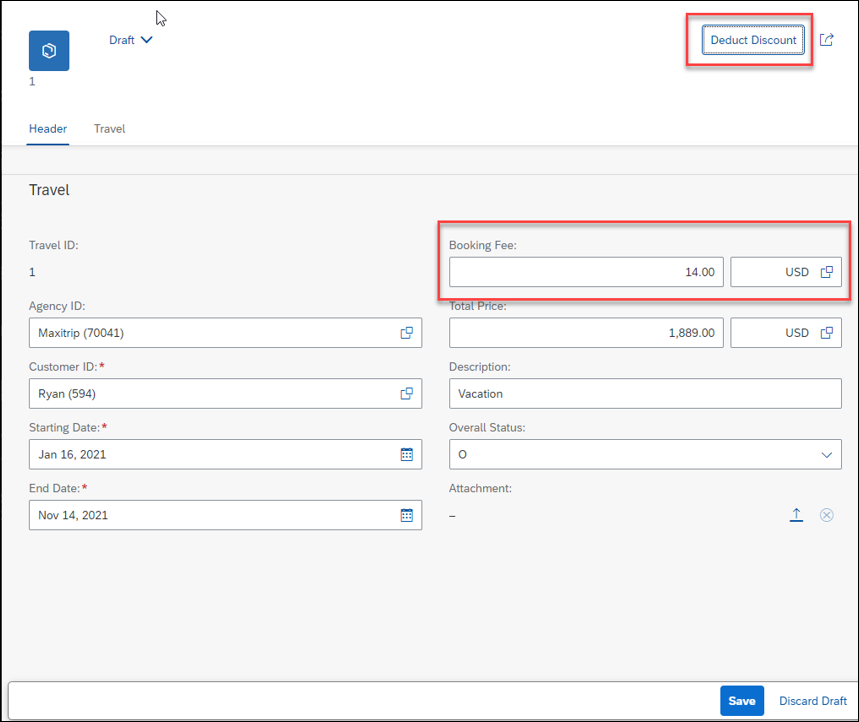 Draft
Deduct Discount
1
Header Travel
Travel
Travel ID:
1
Booking Fee:
14.00 USD
Agency ID:
Maxitrip (70041)
Total Price:
1,889.00 USD
Customer ID:*
Ryan (594)
Description:
Vacation
Starting Date:*
Jan 16, 2021
Overall Status:
O
End Date:*
Nov 14, 2021
Attachment:
–
Save Discard Draft